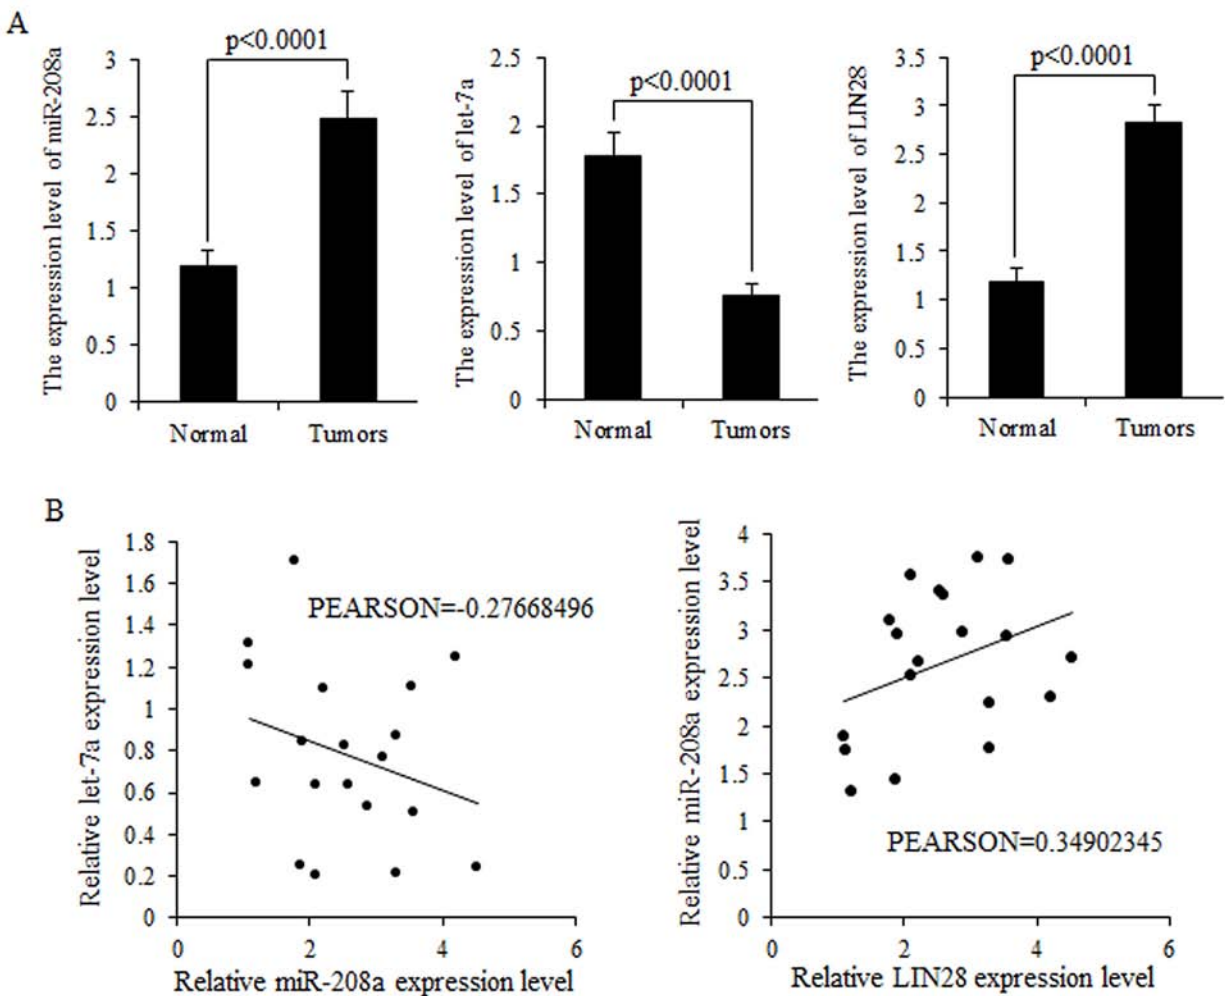 A
The expression level of miR-208a
3
2.5
2
1.5
1
0.5
0
p<0.0001
Normal
Tumors
The expression level of let-7a
2.5
2
1.5
1
0.5
0
p<0.0001
Normal
Tumors
The expression level of LIN28
3.5
3
2.5
2
1.5
1
0.5
0
p<0.0001
Normal
Tumors
B
Relative let-7a expression level
1.8
1.6
1.4
1.2
1
0.8
0.6
0.4
0.2
0
PEARSON=-0.27668496
0
2
4
6
Relative miR-208a expression level
Relative miR-208a expression level
4
3.5
3
2.5
2
1.5
1
0.5
0
PEARSON=0.34902345
0
2
4
6
Relative LIN28 expression level